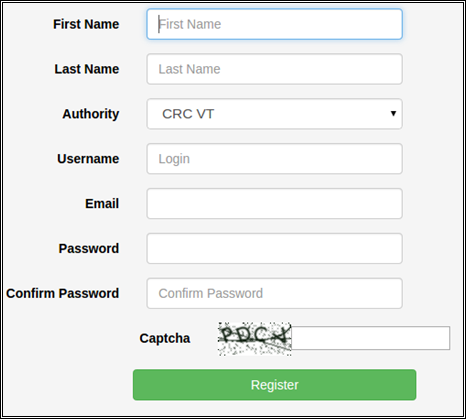 First Name First Name
Last Name Last Name
Authority CRC VT
Username Login
Email
Password
Confirm Password Confirm Password
Captcha
Register